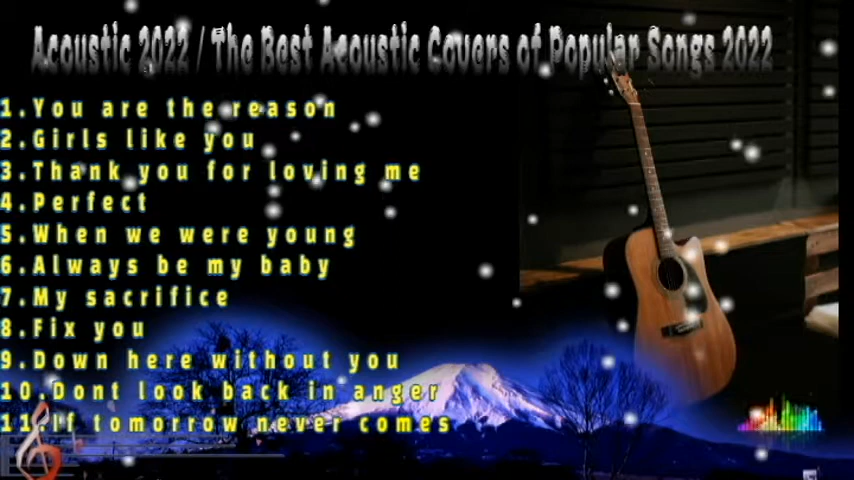 Acoustic 2022 / The Best Acoustic Covers of Popular Songs 2022
1.You are the reason
2.Girls like you
3.Thank you for loving me
4.Perfect
5.When we were young
6.Always be my baby
7.My sacrifice
8.Fix you
9.Down here without you
10.Dont look back in anger
11.If tomorrow never comes